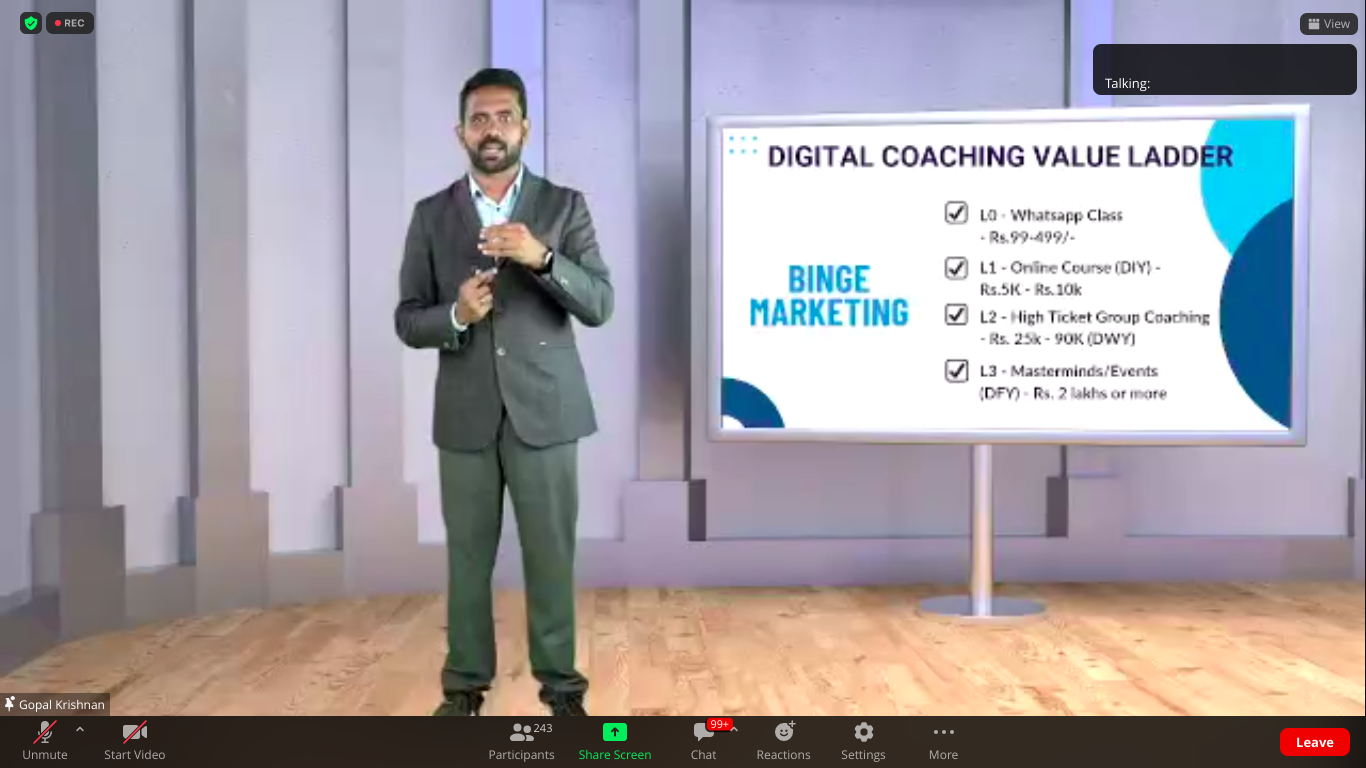 REC
View
Talking:
DIGITAL COACHING VALUE LADDER
L0 - Whatsapp Class
- Rs.99-499/-
BINGE
MARKETING
L1 - Online Course (DIY) -
Rs.5K - Rs.10k
L2 - High Ticket Group Coaching
- Rs. 25k - 90K (DWY)
L3 - Masterminds/Events
(DFY) - Rs. 2 lakhs or more
Gopal Krishnan
243
99+
Unmute
Start Video
Participants
Share Screen
Chat
Reactions
Settings
More
Leave